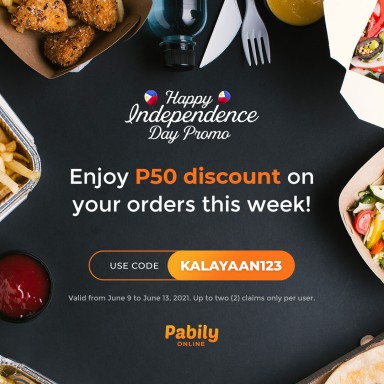 Happy
Independence
Day Promo
Enjoy P50 discount on
your orders this week!
USE CODE KALAYAAN123
Valid from June 9 to June 13, 2021. Up to two (2) claims only per user.
Pabily
ONLINE